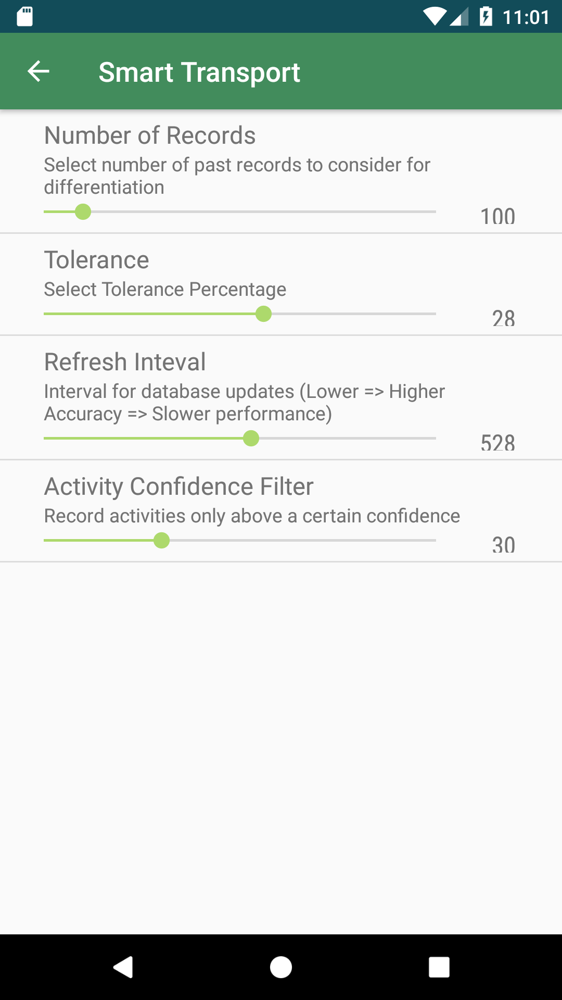 11:01
Smart Transport
Number of Records
Select number of past records to consider for
differentiation
100
Tolerance
Select Tolerance Percentage
28
Refresh Inteval
Interval for database updates (Lower => Higher
Accuracy => Slower performance)
528
Activity Confidence Filter
Record activities only above a certain confidence
30